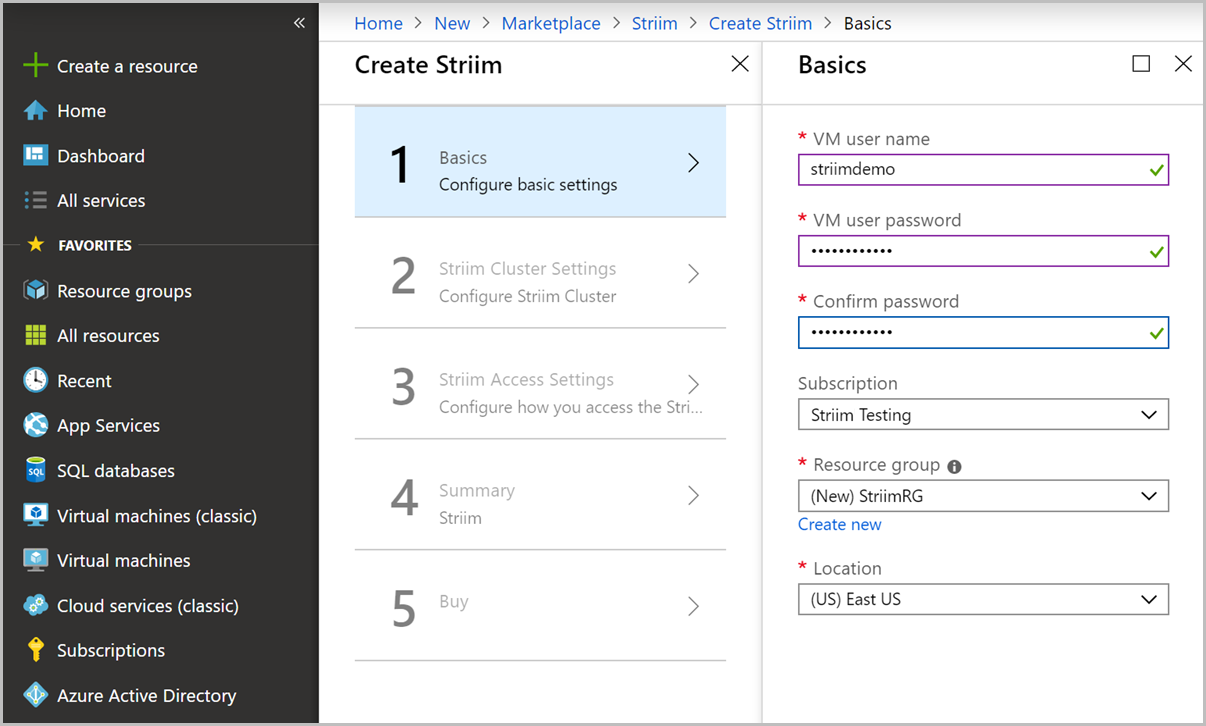 «
Home > New > Marketplace > Striim > Create Striim > Basics
Create a resource
Home
Dashboard
All services
FAVORITES
Resource groups
All resources
Recent
App Services
SQL
SQL databases
Virtual machines (classic)
Virtual machines
Cloud services (classic)
Subscriptions
Azure Active Directory
Create Striim
1
Basics
Configure basic settings
2
Striim Cluster Settings
Configure Striim Cluster
3
Striim Access Settings
Configure how you access the Stri...
4
Summary
Striim
5
Buy
Basics
* VM user name
striimdemo
* VM user password
••••••••••••
* Confirm password
••••••••••••
Subscription
Striim Testing
* Resource group
(New) StriimRG
Create new
* Location
(US) East US